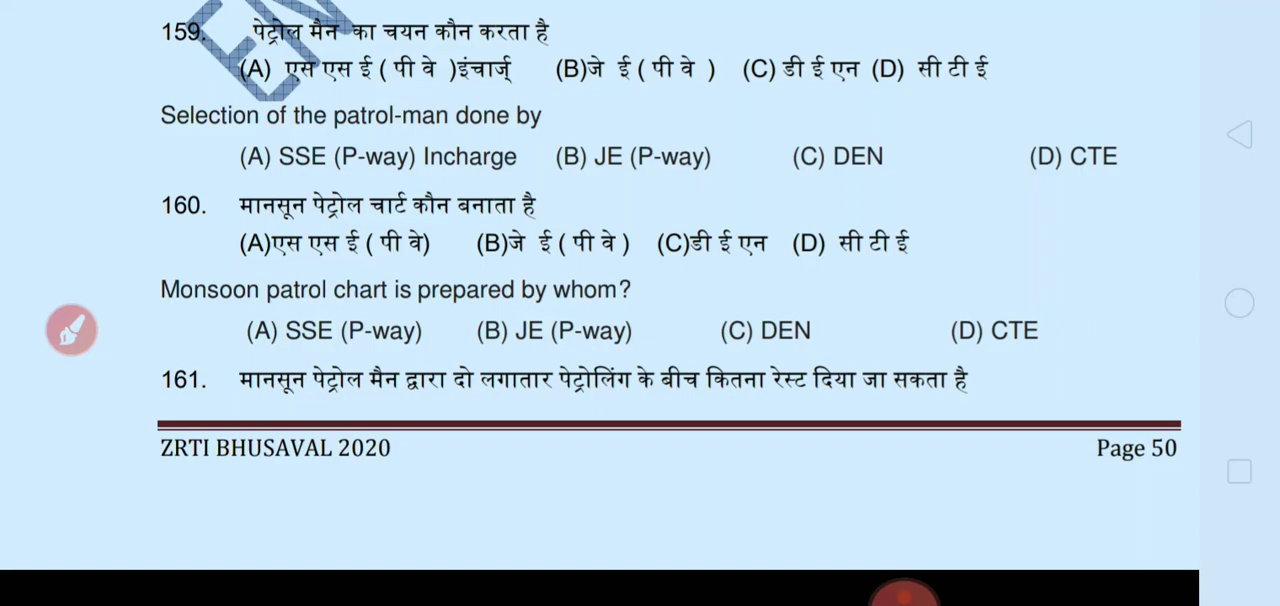 159. पेट्रोल मैन का चयन कौन करता है
(A) एस एस ई ( पी वे )इंचार्ज् (B)जे ई ( पी वे ) (C) डी ई एन (D) सी टी ई
Selection of the patrol-man done by
(A) SSE (P-way) Incharge (B) JE (P-way) (C) DEN (D) CTE
160. मानसून पेट्रोल चार्ट कौन बनाता है
(A)एस एस ई ( पी वे) (B)जे ई ( पी वे ) (C)डी ई एन (D) सी टी ई
Monsoon patrol chart is prepared by whom?
(A) SSE (P-way) (B) JE (P-way) (C) DEN (D) CTE
161. मानसून पेट्रोल मैन द्वारा दो लगातार पेट्रोलिंग के बीच कितना रेस्ट दिया जा सकता है
ZRTI BHUSAVAL 2020 Page 50